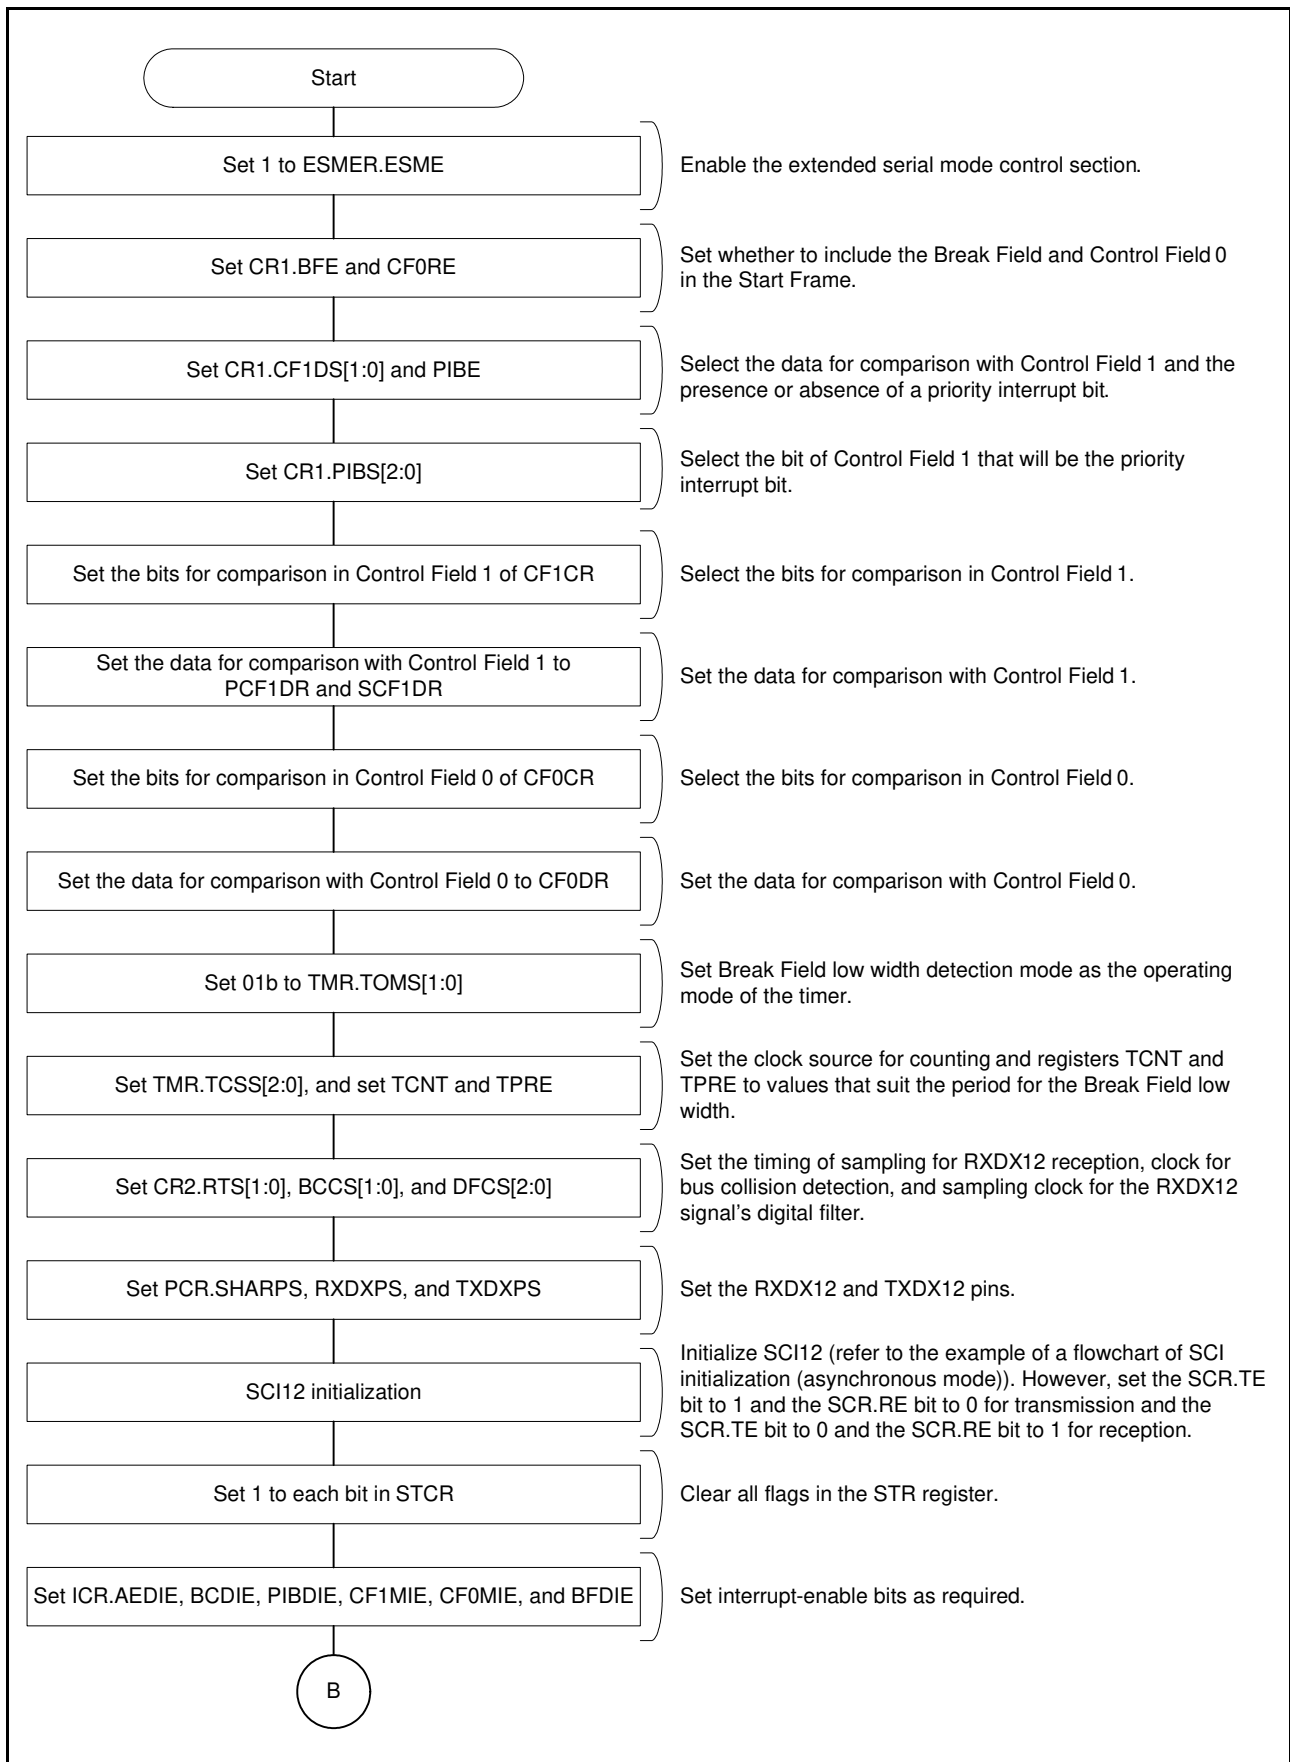 Start
Set 1 to ESMER.ESME
Enable the extended serial mode control section.
Set CR1.BFE and CF0RE
Set whether to include the Break Field and Control Field 0
in the Start Frame.
Set CR1.CF1DS[1:0] and PIBE
Select the data for comparison with Control Field 1 and the
presence or absence of a priority interrupt bit.
Set CR1.PIBS[2:0]
Select the bit of Control Field 1 that will be the priority
interrupt bit.
Set the bits for comparison in Control Field 1 of CF1CR
Select the bits for comparison in Control Field 1.
Set the data for comparison with Control Field 1 to
PCF1DR and SCF1DR
Set the data for comparison with Control Field 1.
Set the bits for comparison in Control Field 0 of CF0CR
Select the bits for comparison in Control Field 0.
Set the data for comparison with Control Field 0 to CF0DR
Set the data for comparison with Control Field 0.
Set 01b to TMR.TOMS[1:0]
Set Break Field low width detection mode as the operating
mode of the timer.
Set TMR.TCSS[2:0], and set TCNT and TPRE
Set the clock source for counting and registers TCNT and
TPRE to values that suit the period for the Break Field low
width.
Set CR2.RTS[1:0], BCCS[1:0], and DFCS[2:0]
Set the timing of sampling for RXDX12 reception, clock for
bus collision detection, and sampling clock for the RXDX12
signal's digital filter.
Set PCR.SHARPS, RXDXPS, and TXDXPS
Set the RXDX12 and TXDX12 pins.
SCI12 initialization
Initialize SCI12 (refer to the example of a flowchart of SCI
initialization (asynchronous mode)). However, set the SCR.TE
bit to 1 and the SCR.RE bit to 0 for transmission and the
SCR.TE bit to 0 and the SCR.RE bit to 1 for reception.
Set 1 to each bit in STCR
Clear all flags in the STR register.
Set ICR.AEDIE, BCDIE, PIBDIE, CF1MIE, CF0MIE, and BFDIE
Set interrupt-enable bits as required.
B